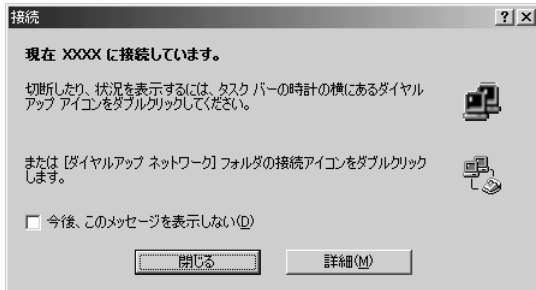 接続
現在 XXXX に接続しています。
切断したり、状況を表示するには、タスク バーの時計の横にあるダイヤル
アップ アイコンをダブルクリックしてください。
または [ダイヤルアップ ネットワーク] フォルダの接続アイコンをダブルクリック
します。
今後、このメッセージを表示しない(D)
閉じる
詳細(M)